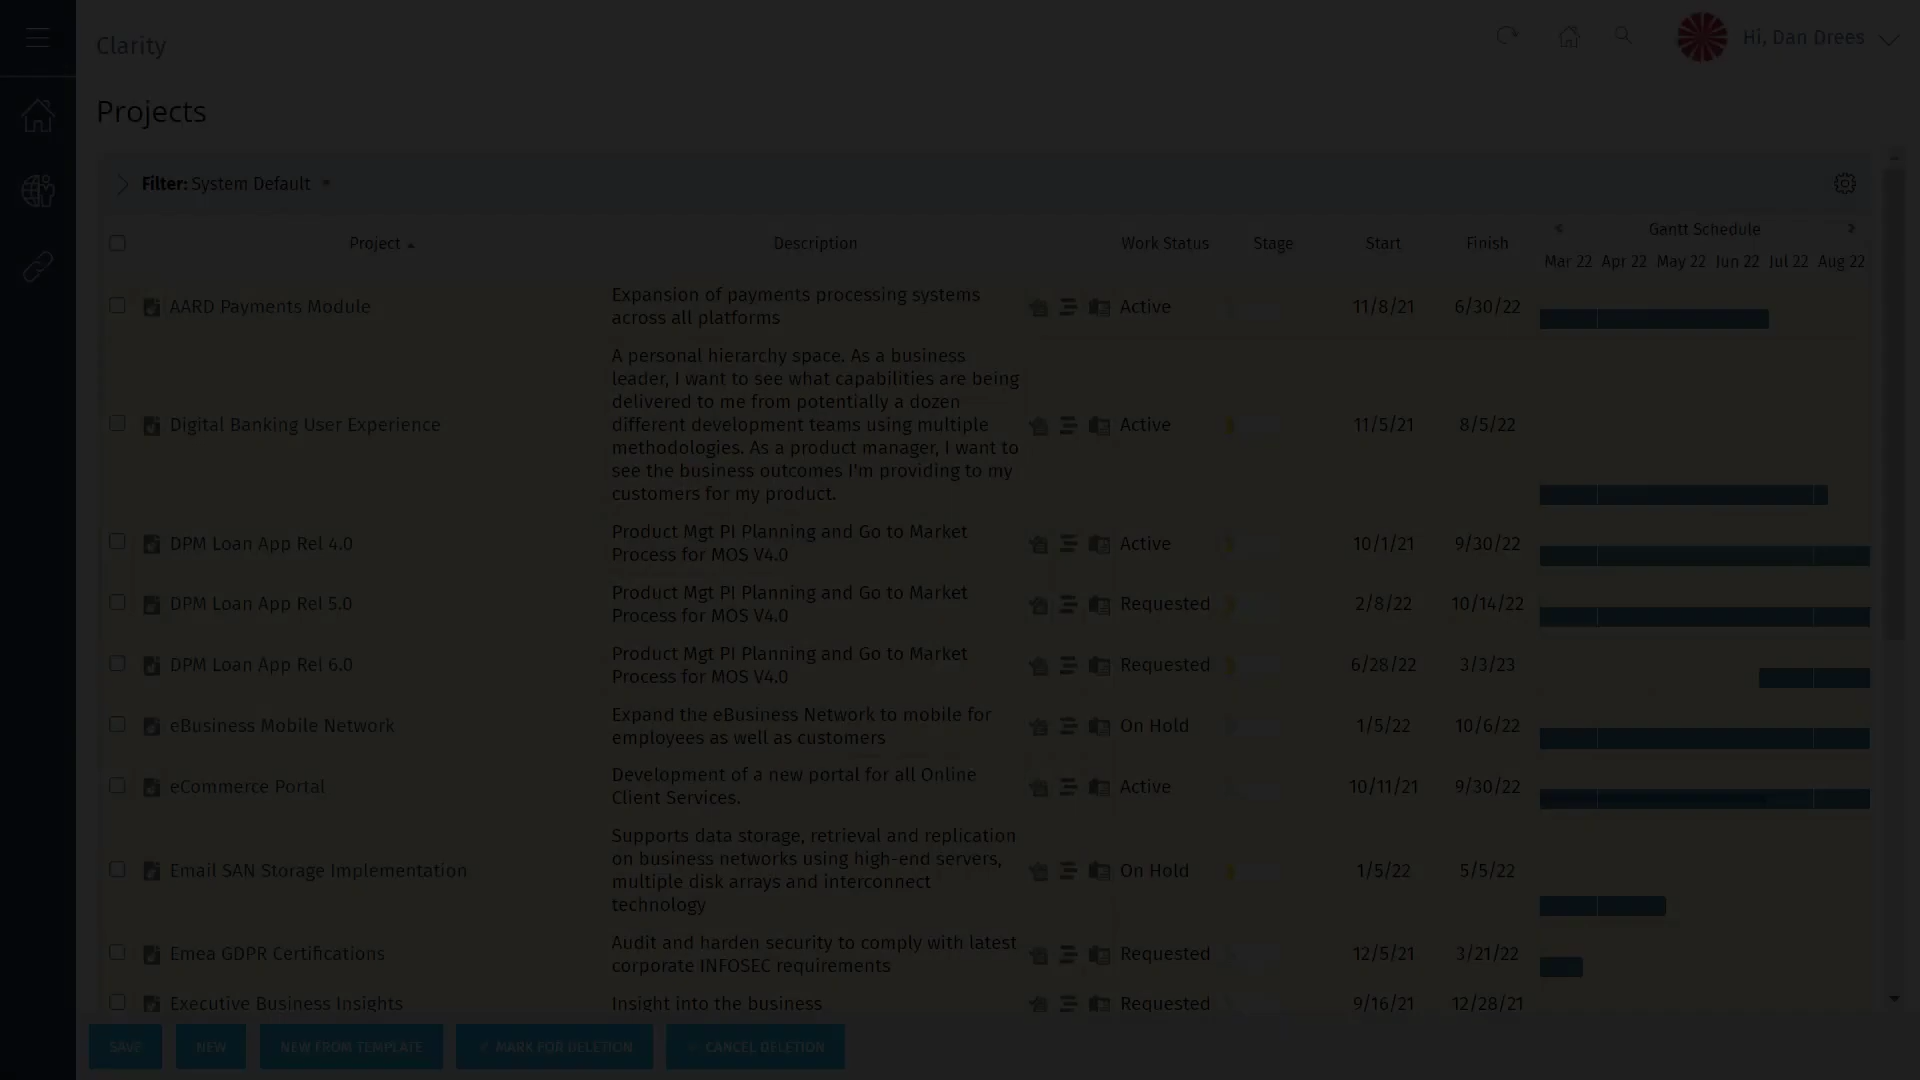 Clarity
Hi, Dan Drees
Projects
Filter: System Default
Project
Description
Work Status
Stage
Start
Finish
Gantt Schedule
Mar 22 Apr 22 May 22 Jun 22 Jul 22 Aug 22
AARD Payments Module
Expansion of payments processing systems
across all platforms
Active
11/8/21
6/30/22
Digital Banking User Experience
A personal hierarchy space. As a business
leader, I want to see what capabilities are being
delivered to me from potentially a dozen
different development teams using multiple
methodologies. As a product manager, I want to
see the business outcomes I'm providing to my
customers for my product.
Active
11/5/21
8/5/22
DPM Loan App Rel 4.0
Product Mgt PI Planning and Go to Market
Process for MOS V4.0
Active
10/1/21
9/30/22
DPM Loan App Rel 5.0
Product Mgt PI Planning and Go to Market
Process for MOS V4.0
Requested
2/8/22
10/14/22
DPM Loan App Rel 6.0
Product Mgt PI Planning and Go to Market
Process for MOS V4.0
Requested
6/28/22
3/3/23
eBusiness Mobile Network
Expand the eBusiness Network to mobile for
employees as well as customers
On Hold
1/5/22
10/6/22
eCommerce Portal
Development of a new portal for all Online
Client Services.
Active
10/11/21
9/30/22
Email SAN Storage Implementation
Supports data storage, retrieval and replication
on business networks using high-end servers,
multiple disk arrays and interconnect
technology
On Hold
1/5/22
5/5/22
Emea GDPR Certifications
Audit and harden security to comply with latest
corporate INFOSEC requirements
Requested
12/5/21
3/21/22
Executive Business Insights
Insight into the business
Requested
9/16/21
12/28/21
SAVE
NEW
NEW FROM TEMPLATE
MARK FOR DELETION
CANCEL DELETION